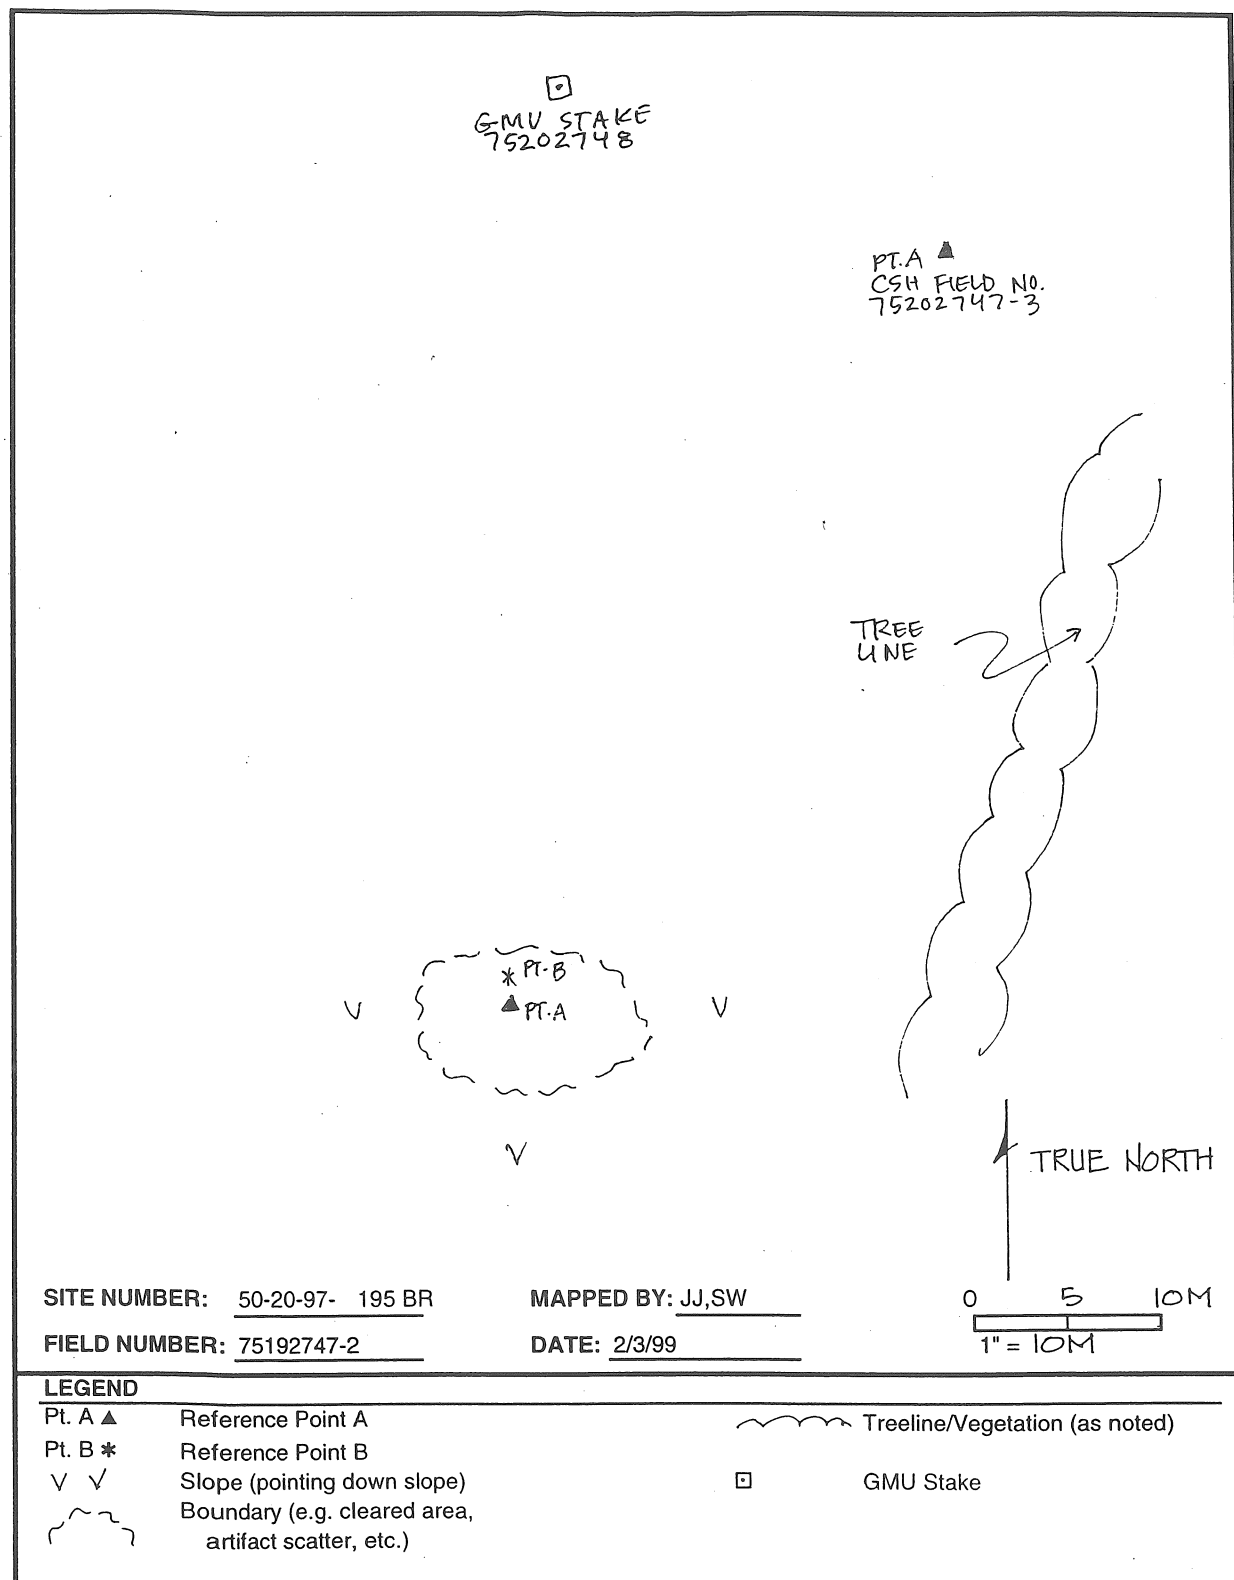 GMU STAKE
75202748
PT.A
CSH FIELD NO.
75202747-3
TREE
LINE
PT.B
PT.A
TRUE NORTH
SITE NUMBER: 50-20-97- 195 BR
MAPPED BY: JJ,SW
0 5 10M
FIELD NUMBER: 75192747-2
DATE: 2/3/99
1" = 10M
LEGEND
Pt. A Reference Point A
Treeline/Vegetation (as noted)
Pt. B Reference Point B
Slope (pointing down slope)
GMU Stake
Boundary (e.g. cleared area,
artifact scatter, etc.)